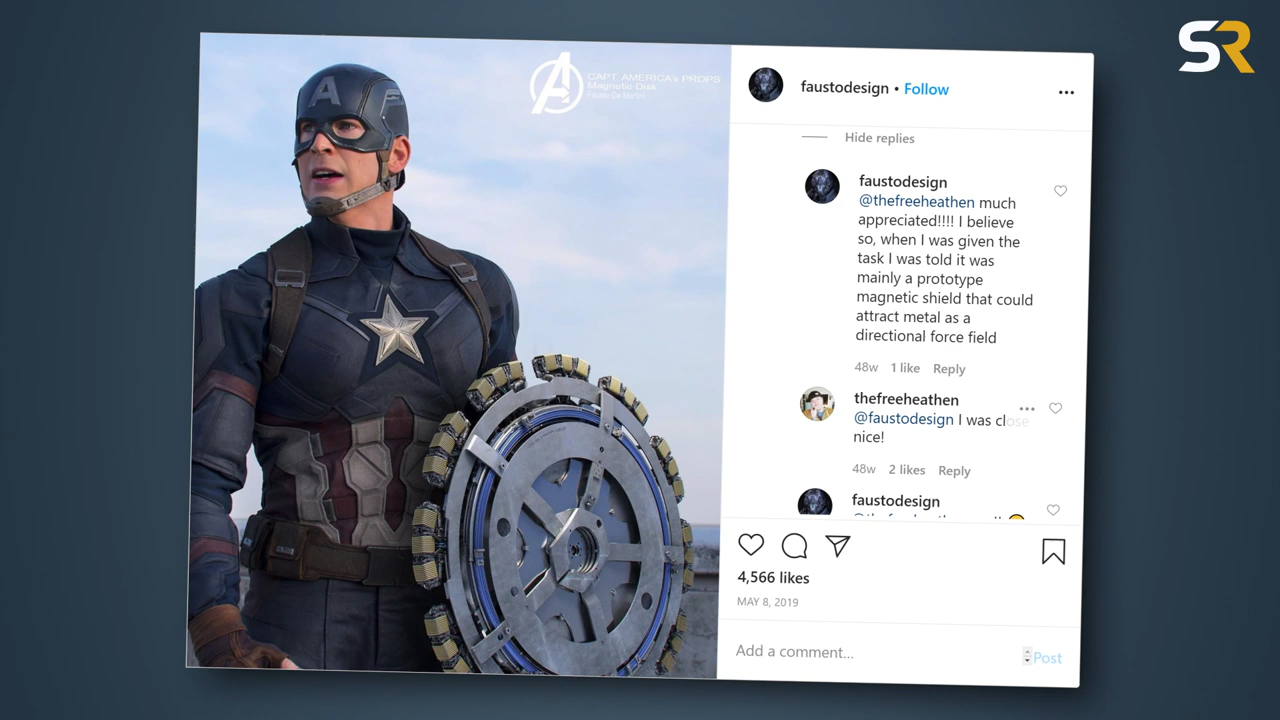 SR
A
CAPT. AMERICA's PROPS
Magnetic Disk
Fausto De Martini
A
faustodesign • Follow
Hide replies
faustodesign
@thefreeheathen much
appreciated!!!! I believe
so, when I was given the
task I was told it was
mainly a prototype
magnetic shield that could
attract metal as a
directional force field
48w 1 like Reply
thefreeheathen
@faustodesign I was close
nice!
48w 2 likes Reply
faustodesign
4,566 likes
MAY 8, 2019
Add a comment...
Post